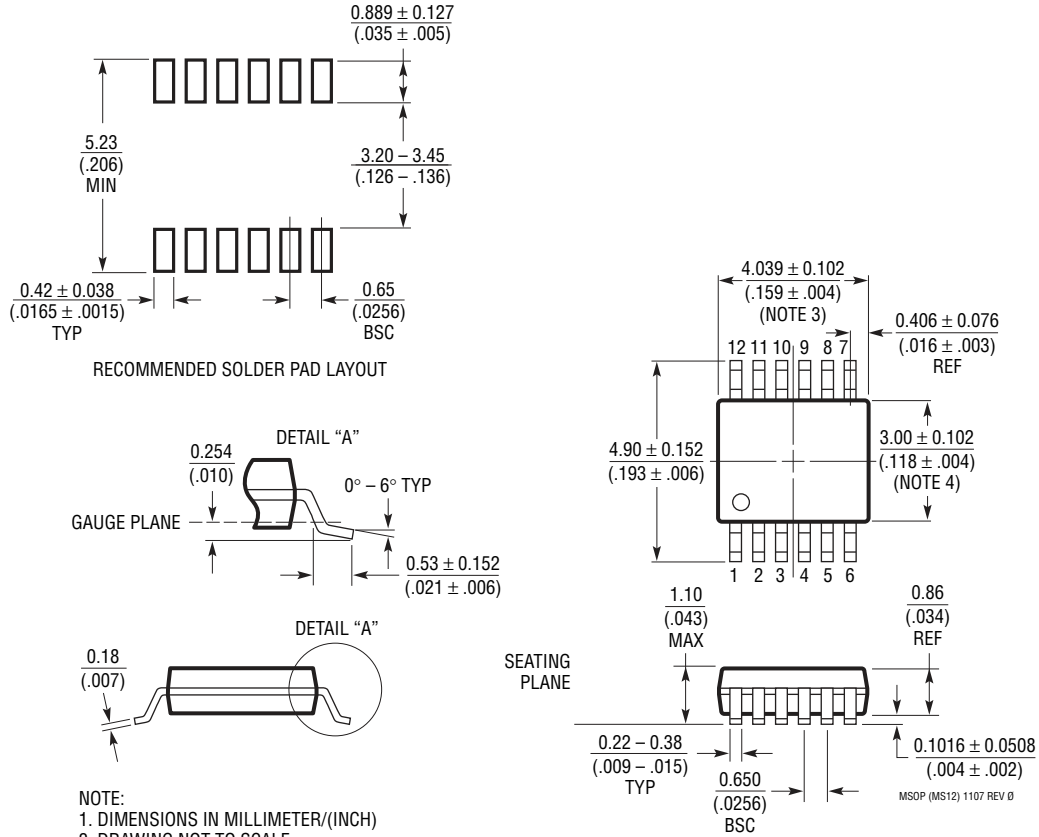 0.889 ± 0.127
(.035 ± .005)
5.23
(.206)
MIN
3.20 – 3.45
(.126 – .136)
0.42 ± 0.038
(.0165 ± .0015)
TYP
0.65
(.0256)
BSC
RECOMMENDED SOLDER PAD LAYOUT
4.039 ± 0.102
(.159 ± .004)
(NOTE 3)
0.406 ± 0.076
(.016 ± .003)
REF
12 11 10 9 8 7
4.90 ± 0.152
(.193 ± .006)
3.00 ± 0.102
(.118 ± .004)
(NOTE 4)
1 2 3 4 5 6
DETAIL “A”
0.254
(.010)
0° – 6° TYP
GAUGE PLANE
0.53 ± 0.152
(.021 ± .006)
DETAIL “A”
0.18
(.007)
SEATING
PLANE
1.10
(.043)
MAX
0.86
(.034)
REF
0.22 – 0.38
(.009 – .015)
TYP
0.650
(.0256)
BSC
0.1016 ± 0.0508
(.004 ± .002)
MSOP (MS12) 1107 REV Ø
NOTE:
1. DIMENSIONS IN MILLIMETER/(INCH)
2. DRAWING NOT TO SCALE